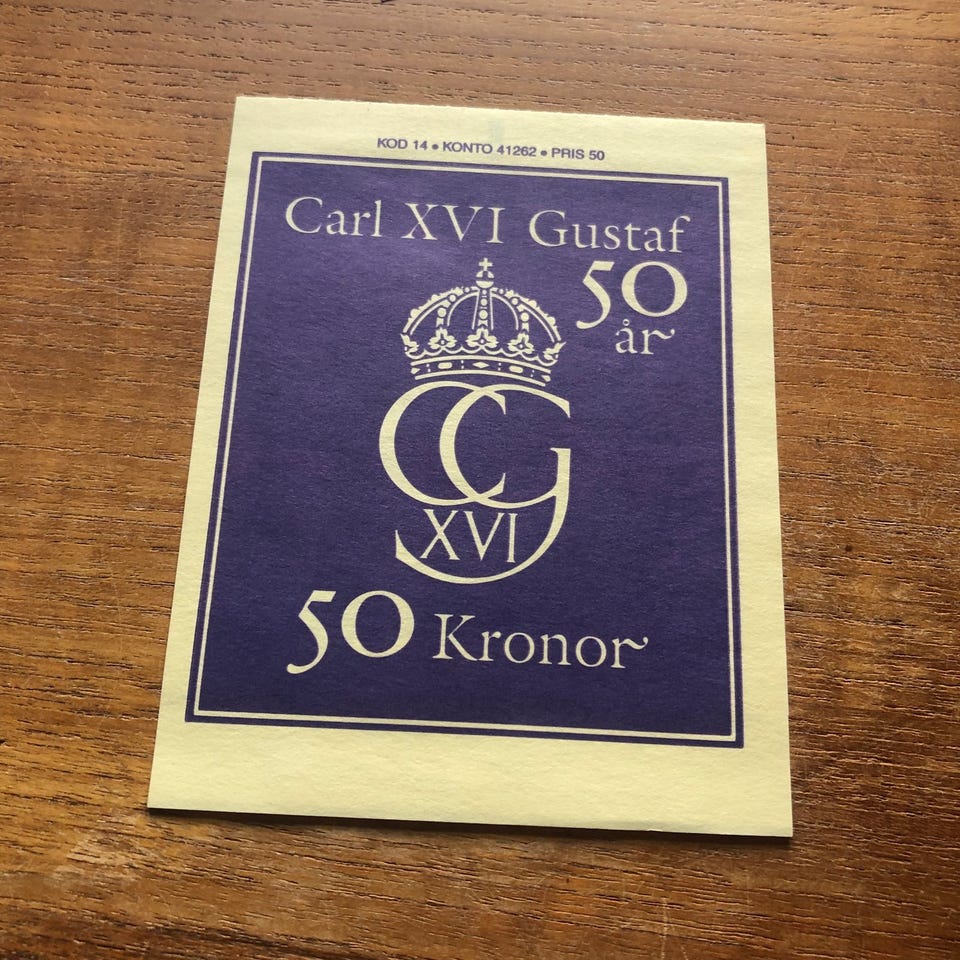 KOD 14 • KONTO 41262 • PRIS 50
Carl XVI Gustaf
50
år
CG
XVI
50 Kronor